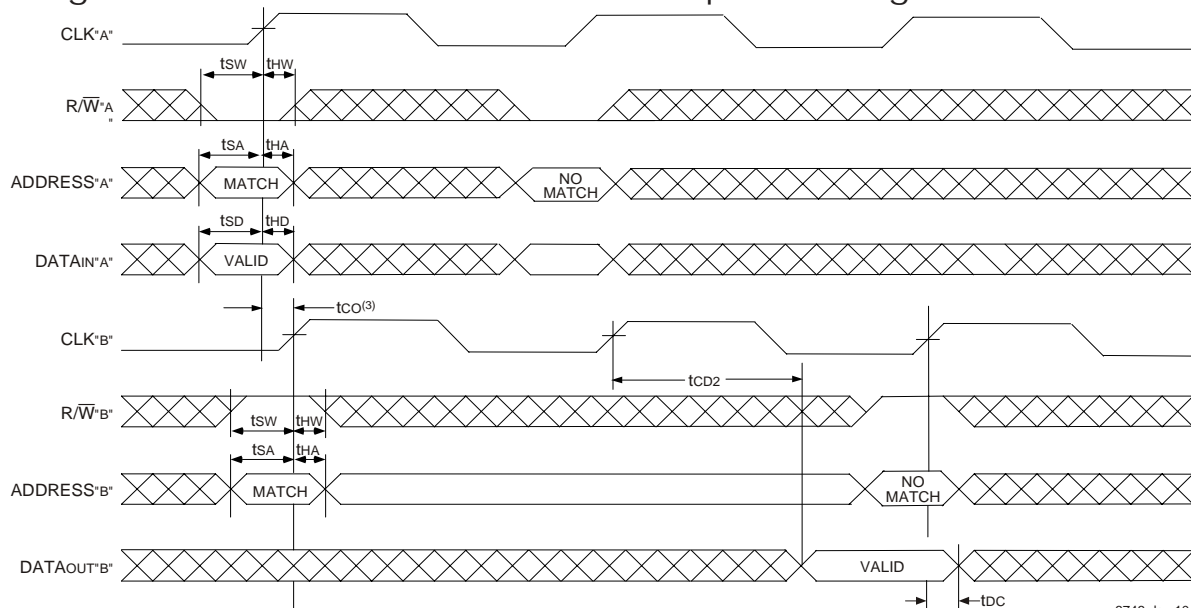 CLK"A"
tSW tHW
R/W"A
"
tSA tHA
ADDRESS"A" MATCH NO
MATCH
tSD tHD
DATAIN"A" VALID
tCO(3)
CLK"B"
tCD2
R/W"B"
tSW tHW
tSA tHA
ADDRESS"B" MATCH NO
MATCH
DATAOUT"B" VALID
tDC